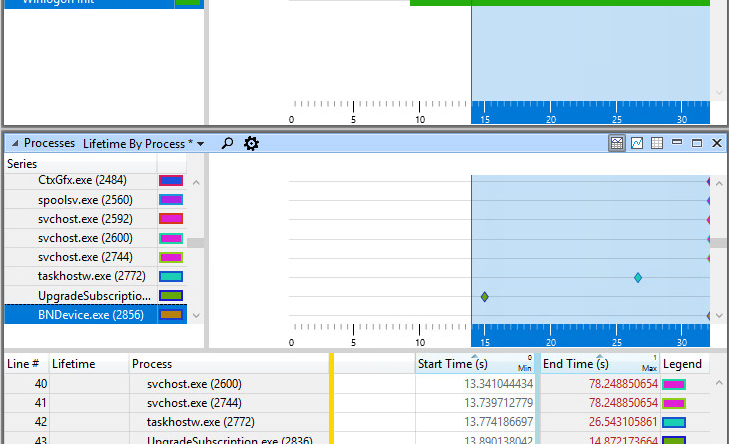 Winlogon Init
0 5 10 15 20 25 30
Processes Lifetime By Process *
Series
CtxGfx.exe (2484)
spoolsv.exe (2560)
svchost.exe (2592)
svchost.exe (2600)
svchost.exe (2744)
taskhostw.exe (2772)
UpgradeSubscriptio...
BNDevice.exe (2856)
0 5 10 15 20 25 30
Line # Lifetime Process Start Time (s) 0 Min End Time (s) 1 Max Legend
40 svchost.exe (2600) 13.341044434 78.248850654
41 svchost.exe (2744) 13.739712779 78.248850654
42 taskhostw.exe (2772) 13.774186697 26.543105861
43 UpgradeSubscription.exe (2836) 13.890138042 14.872173664